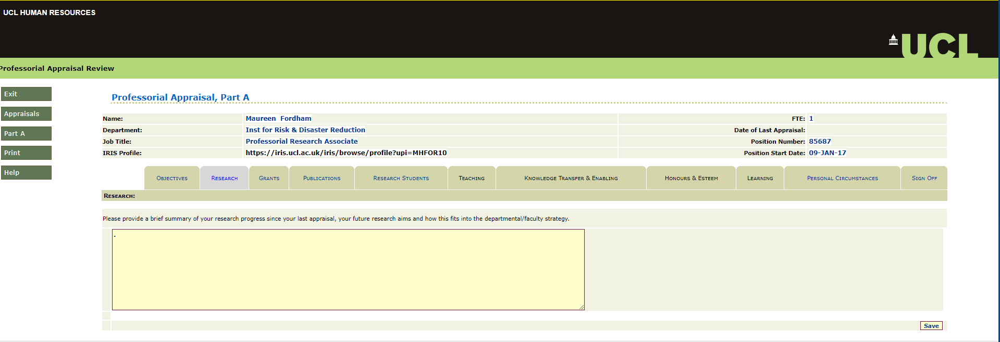 UCL HUMAN RESOURCES
UCL
Professorial Appraisal Review
Exit
Appraisals
Part A
Print
Help
Professorial Appraisal, Part A
Name: Maureen Fordham FTE: 1
Department: Inst for Risk & Disaster Reduction Date of Last Appraisal:
Job Title: Professorial Research Associate Position Number: 85687
IRIS Profile: https://iris.ucl.ac.uk/iris/browse/profile?upi=MHFOR10 Position Start Date: 09-JAN-17
OBJECTIVES RESEARCH GRANTS PUBLICATIONS RESEARCH STUDENTS TEACHING KNOWLEDGE TRANSFER & ENABLING HONOURS & ESTEEM LEARNING PERSONAL CIRCUMSTANCES SIGN OFF
RESEARCH:
Please provide a brief summary of your research progress since your last appraisal, your future research aims and how this fits into the departmental/faculty strategy.
.
Save